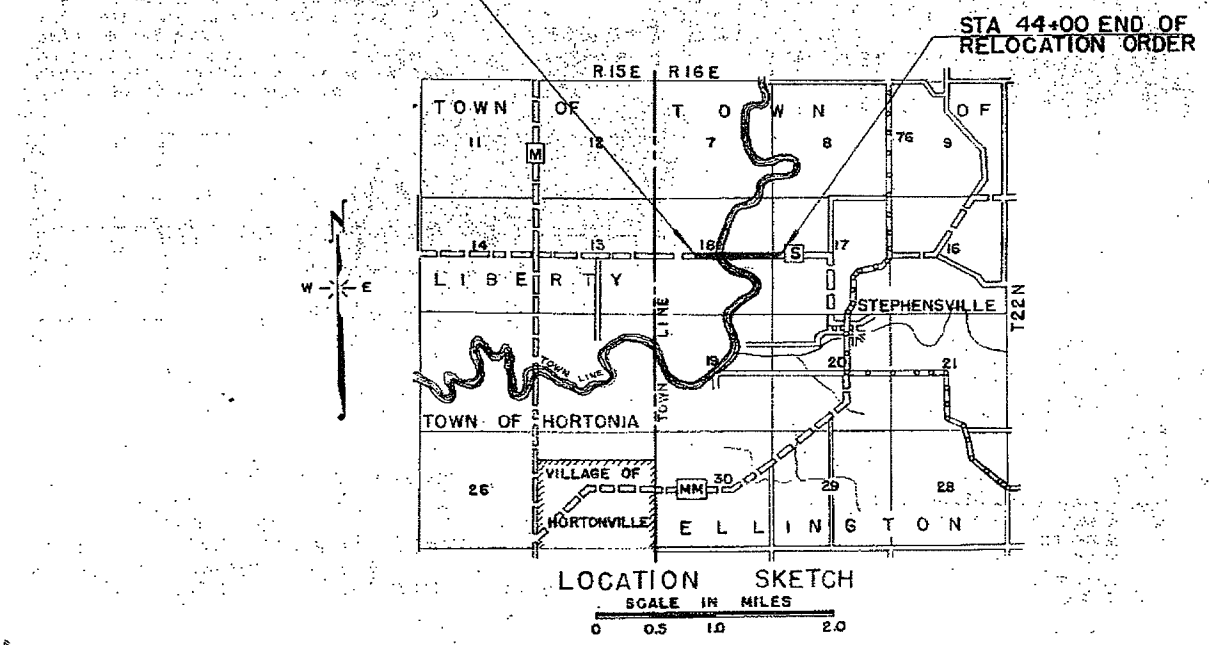 STA 44+00 END OF
RELOCATION ORDER
R15E R16E
TOWN OF TOWN OF
11 12 7 8 76 9
M
14 13 18 S 17 16
LIBERTY
N
W E
STEPHENSVILLE
T22N
TOWN LINE
TOWN LINE
19 20 21
TOWN OF HORTONIA
26
VILLAGE OF
HORTONVILLE
MM 30 29 28
ELLINGTON
LOCATION SKETCH
SCALE IN MILES
0 0.5 1.0 2.0